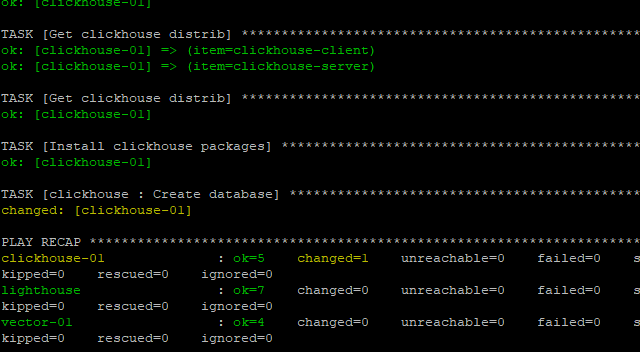 ok: [clickhouse-01]
TASK [Get clickhouse distrib] **************************************************
ok: [clickhouse-01] => (item=clickhouse-client)
ok: [clickhouse-01] => (item=clickhouse-server)
TASK [Get clickhouse distrib] **************************************************
ok: [clickhouse-01]
TASK [Install clickhouse packages] *********************************************
ok: [clickhouse-01]
TASK [clickhouse : Create database] ********************************************
changed: [clickhouse-01]
PLAY RECAP *********************************************************************
clickhouse-01 : ok=5 changed=1 unreachable=0 failed=0 s
kipped=0 rescued=0 ignored=0
lighthouse : ok=7 changed=0 unreachable=0 failed=0 s
kipped=0 rescued=0 ignored=0
vector-01 : ok=4 changed=0 unreachable=0 failed=0 s
kipped=0 rescued=0 ignored=0